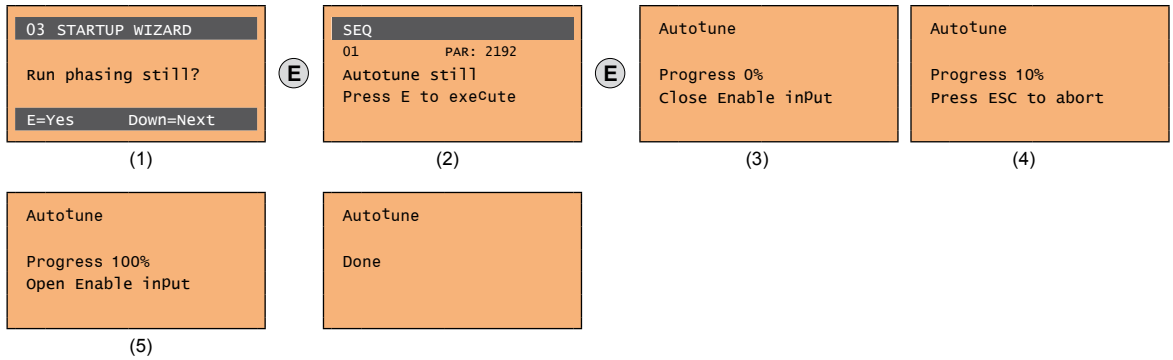 03 STARTUP WIZARD
Run phasing still?
E=Yes Down=Next
(1)
E
SEQ
01 PAR: 2192
Autotune still
Press E to execute
(2)
E
Autotune
Progress 0%
Close Enable input
(3)
Autotune
Progress 10%
Press ESC to abort
(4)
Autotune
Progress 100%
Open Enable input
(5)
Autotune
Done